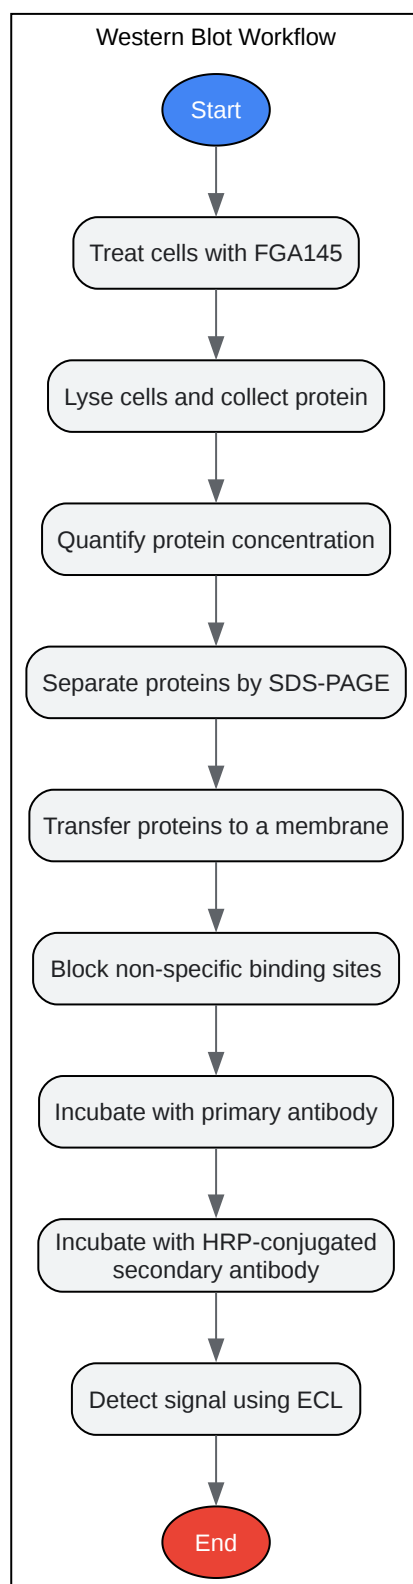 Western Blot Workflow
Start
Treat cells with FGA145
Lyse cells and collect protein
Quantify protein concentration
Separate proteins by SDS-PAGE
Transfer proteins to a membrane
Block non-specific binding sites
Incubate with primary antibody
Incubate with HRP-conjugated
secondary antibody
Detect signal using ECL
End